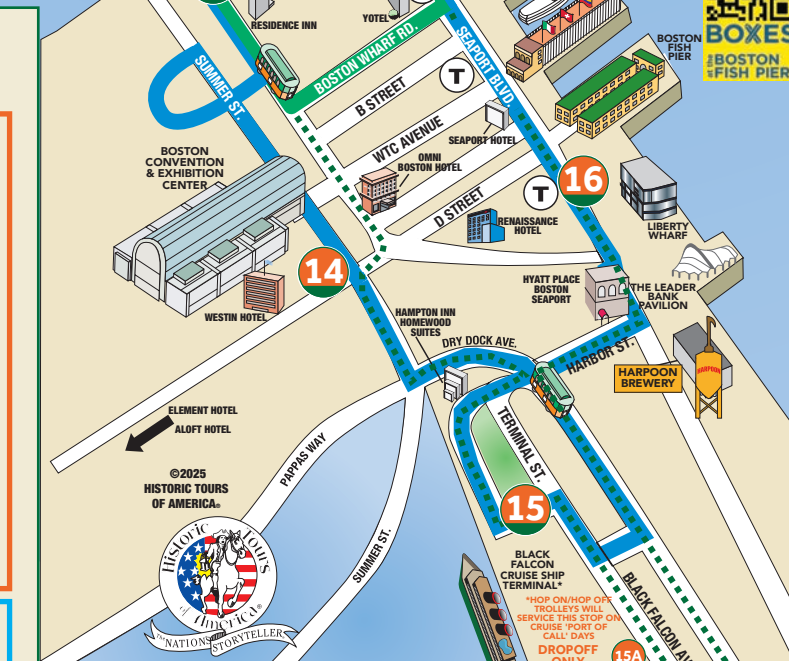 RESIDENCE INN
YOTEL
BOSTON WHARF RD.
SEAPORT BLVD.
SUMMER ST.
B STREET
T
BOSTON
FISH
PIER
BOXES
at the BOSTON
FISH PIER
WTC AVENUE
SEAPORT HOTEL
BOSTON
CONVENTION
& EXHIBITION
CENTER
OMNI
BOSTON HOTEL
D STREET
T
16
RENAISSANCE
HOTEL
LIBERTY
WHARF
14
WESTIN HOTEL
HYATT PLACE
BOSTON
SEAPORT
THE LEADER
BANK
PAVILION
HAMPTON INN
HOMEWOOD
SUITES
DRY DOCK AVE.
HARBOR ST.
HARPOON
BREWERY
HARPOON
ELEMENT HOTEL
ALOFT HOTEL
PAPPAS WAY
TERMINAL ST.
©2025
HISTORIC TOURS
OF AMERICA®
15
Historic Tours
of America®
THE NATION'S STORYTELLER
SUMMER ST.
BLACK
FALCON
CRUISE SHIP
TERMINAL*
*HOP ON/HOP OFF
TROLLEYS WILL
SERVICE THIS STOP ON
CRUISE 'PORT OF
CALL' DAYS
DROPOFF
ONLY
15A
BLACK FALCON AV